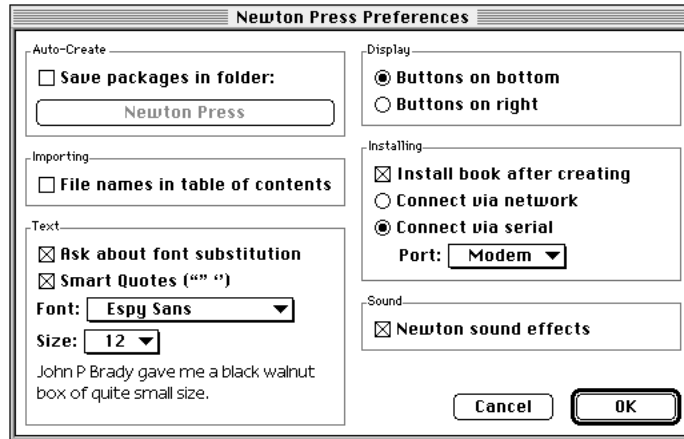 Newton Press Preferences
Auto-Create
Save packages in folder:
Newton Press
Importing
File names in table of contents
Text
Ask about font substitution
Smart Quotes (“” ‘’)
Font: Espy Sans
Size: 12
John P Brady gave me a black walnut
box of quite small size.
Display
Buttons on bottom
Buttons on right
Installing
Install book after creating
Connect via network
Connect via serial
Port: Modem
Sound
Newton sound effects
Cancel
OK